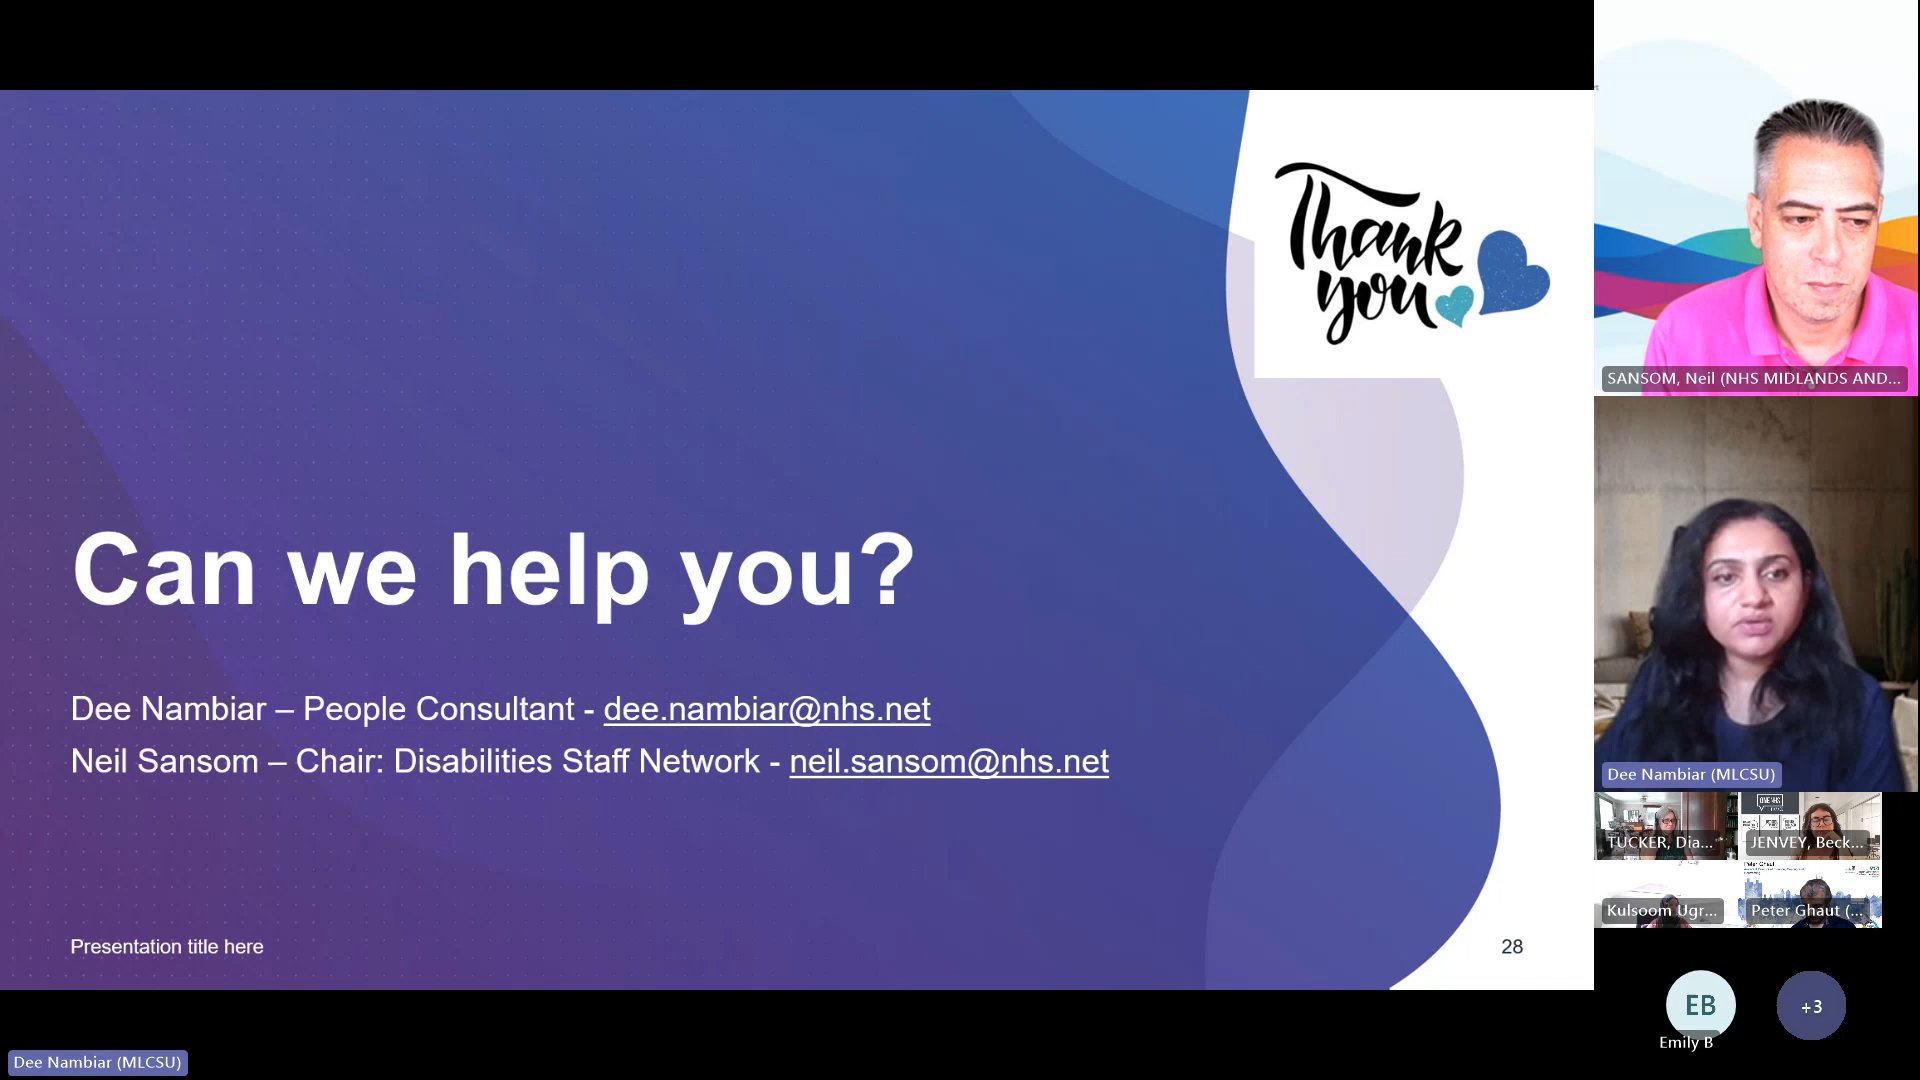 Thank
you
Can we help you?
Dee Nambiar – People Consultant - dee.nambiar@nhs.net
Neil Sansom – Chair: Disabilities Staff Network - neil.sansom@nhs.net
Presentation title here
28
SANSOM, Neil (NHS MIDLANDS AND...
Dee Nambiar (MLCSU)
TUCKER, Dia...
JENVEY, Beck...
Peter Ghaut
Kulsoom Ugr...
Peter Ghaut (...
EB
+3
Emily B
Dee Nambiar (MLCSU)